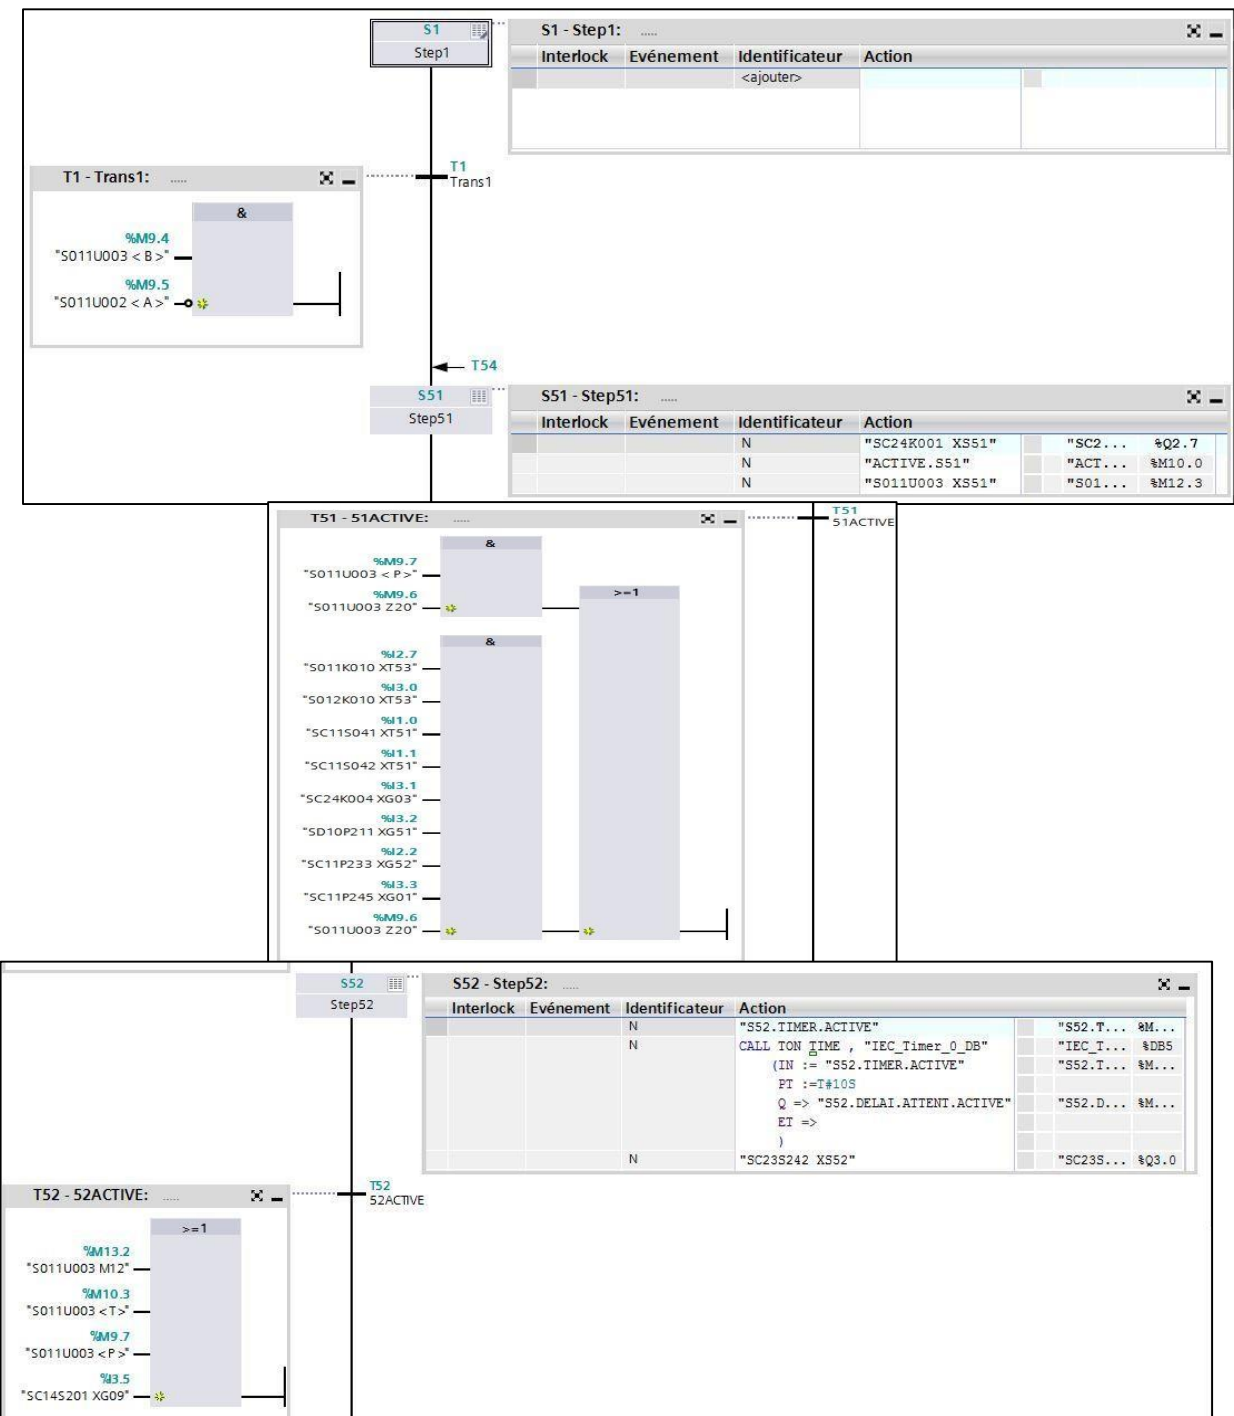 S1
Step1
S1 - Step1: .....
Interlock Evénement Identificateur Action
<ajouter>
T1
Trans1
T1 - Trans1: .....
&
%M9.4
"S011U003 < B >"
%M9.5
"S011U002 < A >"
T54
S51
Step51
S51 - Step51: .....
Interlock Evénement Identificateur Action
N "SC24K001 XS51" "SC2... %Q2.7
N "ACTIVE.S51" "ACT... %M10.0
N "S011U003 XS51" "S01... %M12.3
T51
51ACTIVE
T51 - 51ACTIVE: .....
&
%M9.7
"S011U003 < P >"
%M9.6
"S011U003 Z20"
>=1
&
%I2.7
"S011K010 XT53"
%I3.0
"S012K010 XT53"
%I1.0
"SC11S041 XT51"
%I1.1
"SC11S042 XT51"
%I3.1
"SC24K004 XG03"
%I3.2
"SD10P211 XG51"
%I2.2
"SC11P233 XG52"
%I3.3
"SC11P245 XG01"
%M9.6
"S011U003 Z20"
S52
Step52
S52 - Step52: .....
Interlock Evénement Identificateur Action
N "S52.TIMER.ACTIVE" "S52.T... %M...
N CALL TON TIME , "IEC_Timer_0_DB" "IEC_T... %DB5
(IN := "S52.TIMER.ACTIVE" "S52.T... %M...
PT :=T#10S
Q => "S52.DELAI.ATTENT.ACTIVE" "S52.D... %M...
ET =>
)
N "SC23S242 XS52" "SC23S... %Q3.0
T52
52ACTIVE
T52 - 52ACTIVE: .....
>=1
%M13.2
"S011U003 M12"
%M10.3
"S011U003 <T>"
%M9.7
"S011U003 <P>"
%I3.5
"SC14S201 XG09"